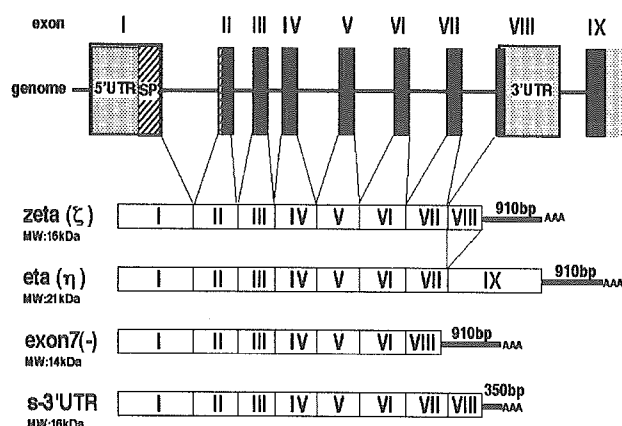 exon I II III IV V VI VII VIII IX
genome 5'UTR SP 3'UTR
zeta (ζ) I II III IV V VI VII VIII 910bp AAA
MW:16kDa
eta (η) I II III IV V VI VII IX 910bp AAA
MW:21kDa
exon7(-) I II III IV V VI VIII 910bp AAA
MW:14kDa
s-3'UTR I II III IV V VI VII VIII 350bp AAA
MW:16kDa